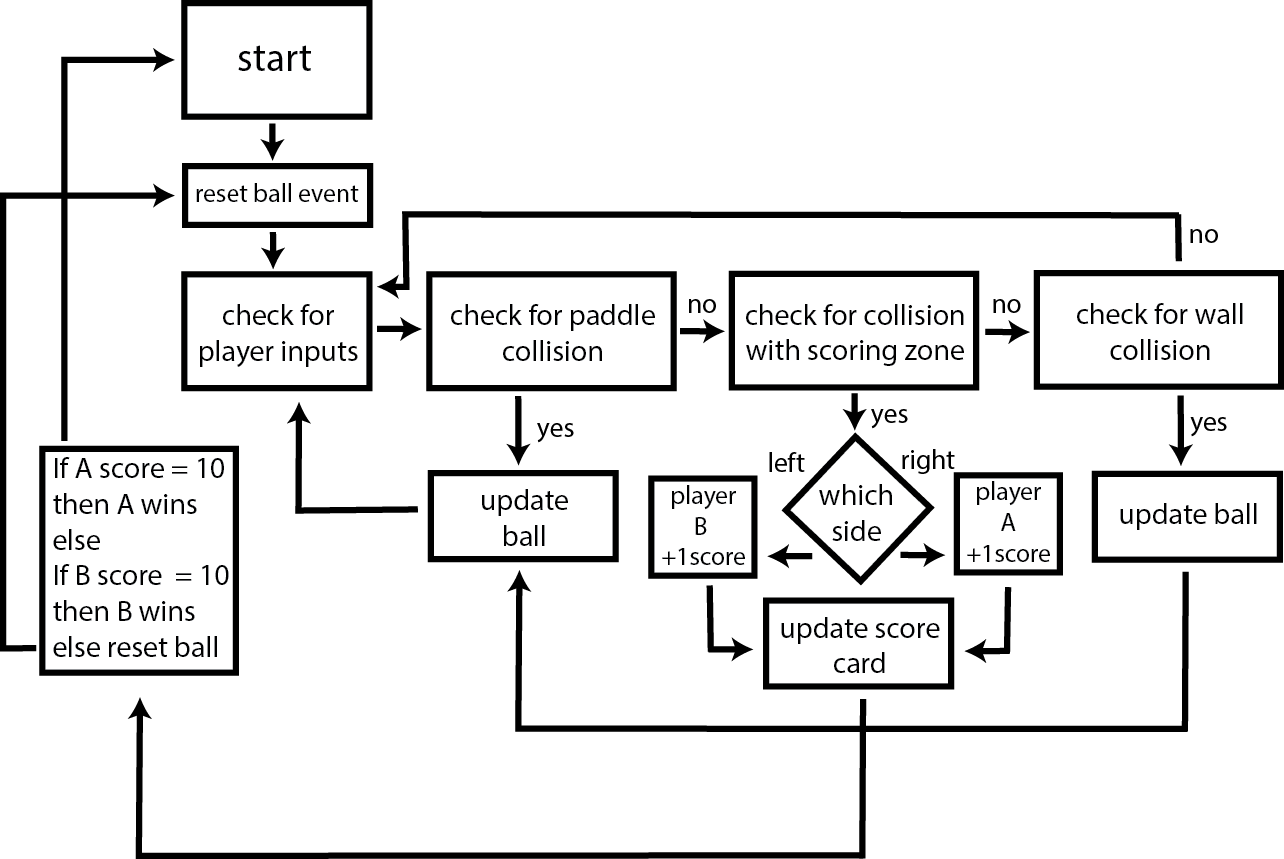 start
reset ball event
no
check for
player inputs
check for paddle
collision
no
check for collision
with scoring zone
no
check for wall
collision
yes
yes
yes
If A score = 10
then A wins
else
If B score  = 10
then B wins
else reset ball
update
ball
left
right
which
side
player
B
+1score
player
A
+1score
update ball
update score
card